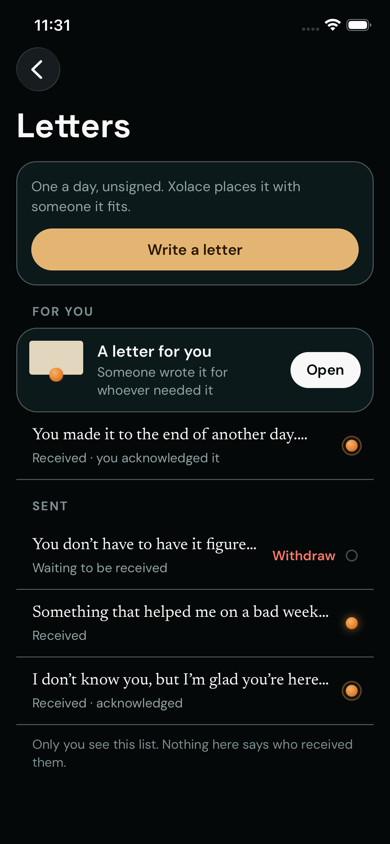 11:31
Letters
One a day, unsigned. Xolace places it with
someone it fits.
Write a letter
FOR YOU
A letter for you
Someone wrote it for
whoever needed it
Open
You made it to the end of another day....
Received · you acknowledged it
SENT
You don’t have to have it figure...
Waiting to be received
Withdraw
Something that helped me on a bad week...
Received
I don’t know you, but I’m glad you’re here...
Received · acknowledged
Only you see this list. Nothing here says who received
them.